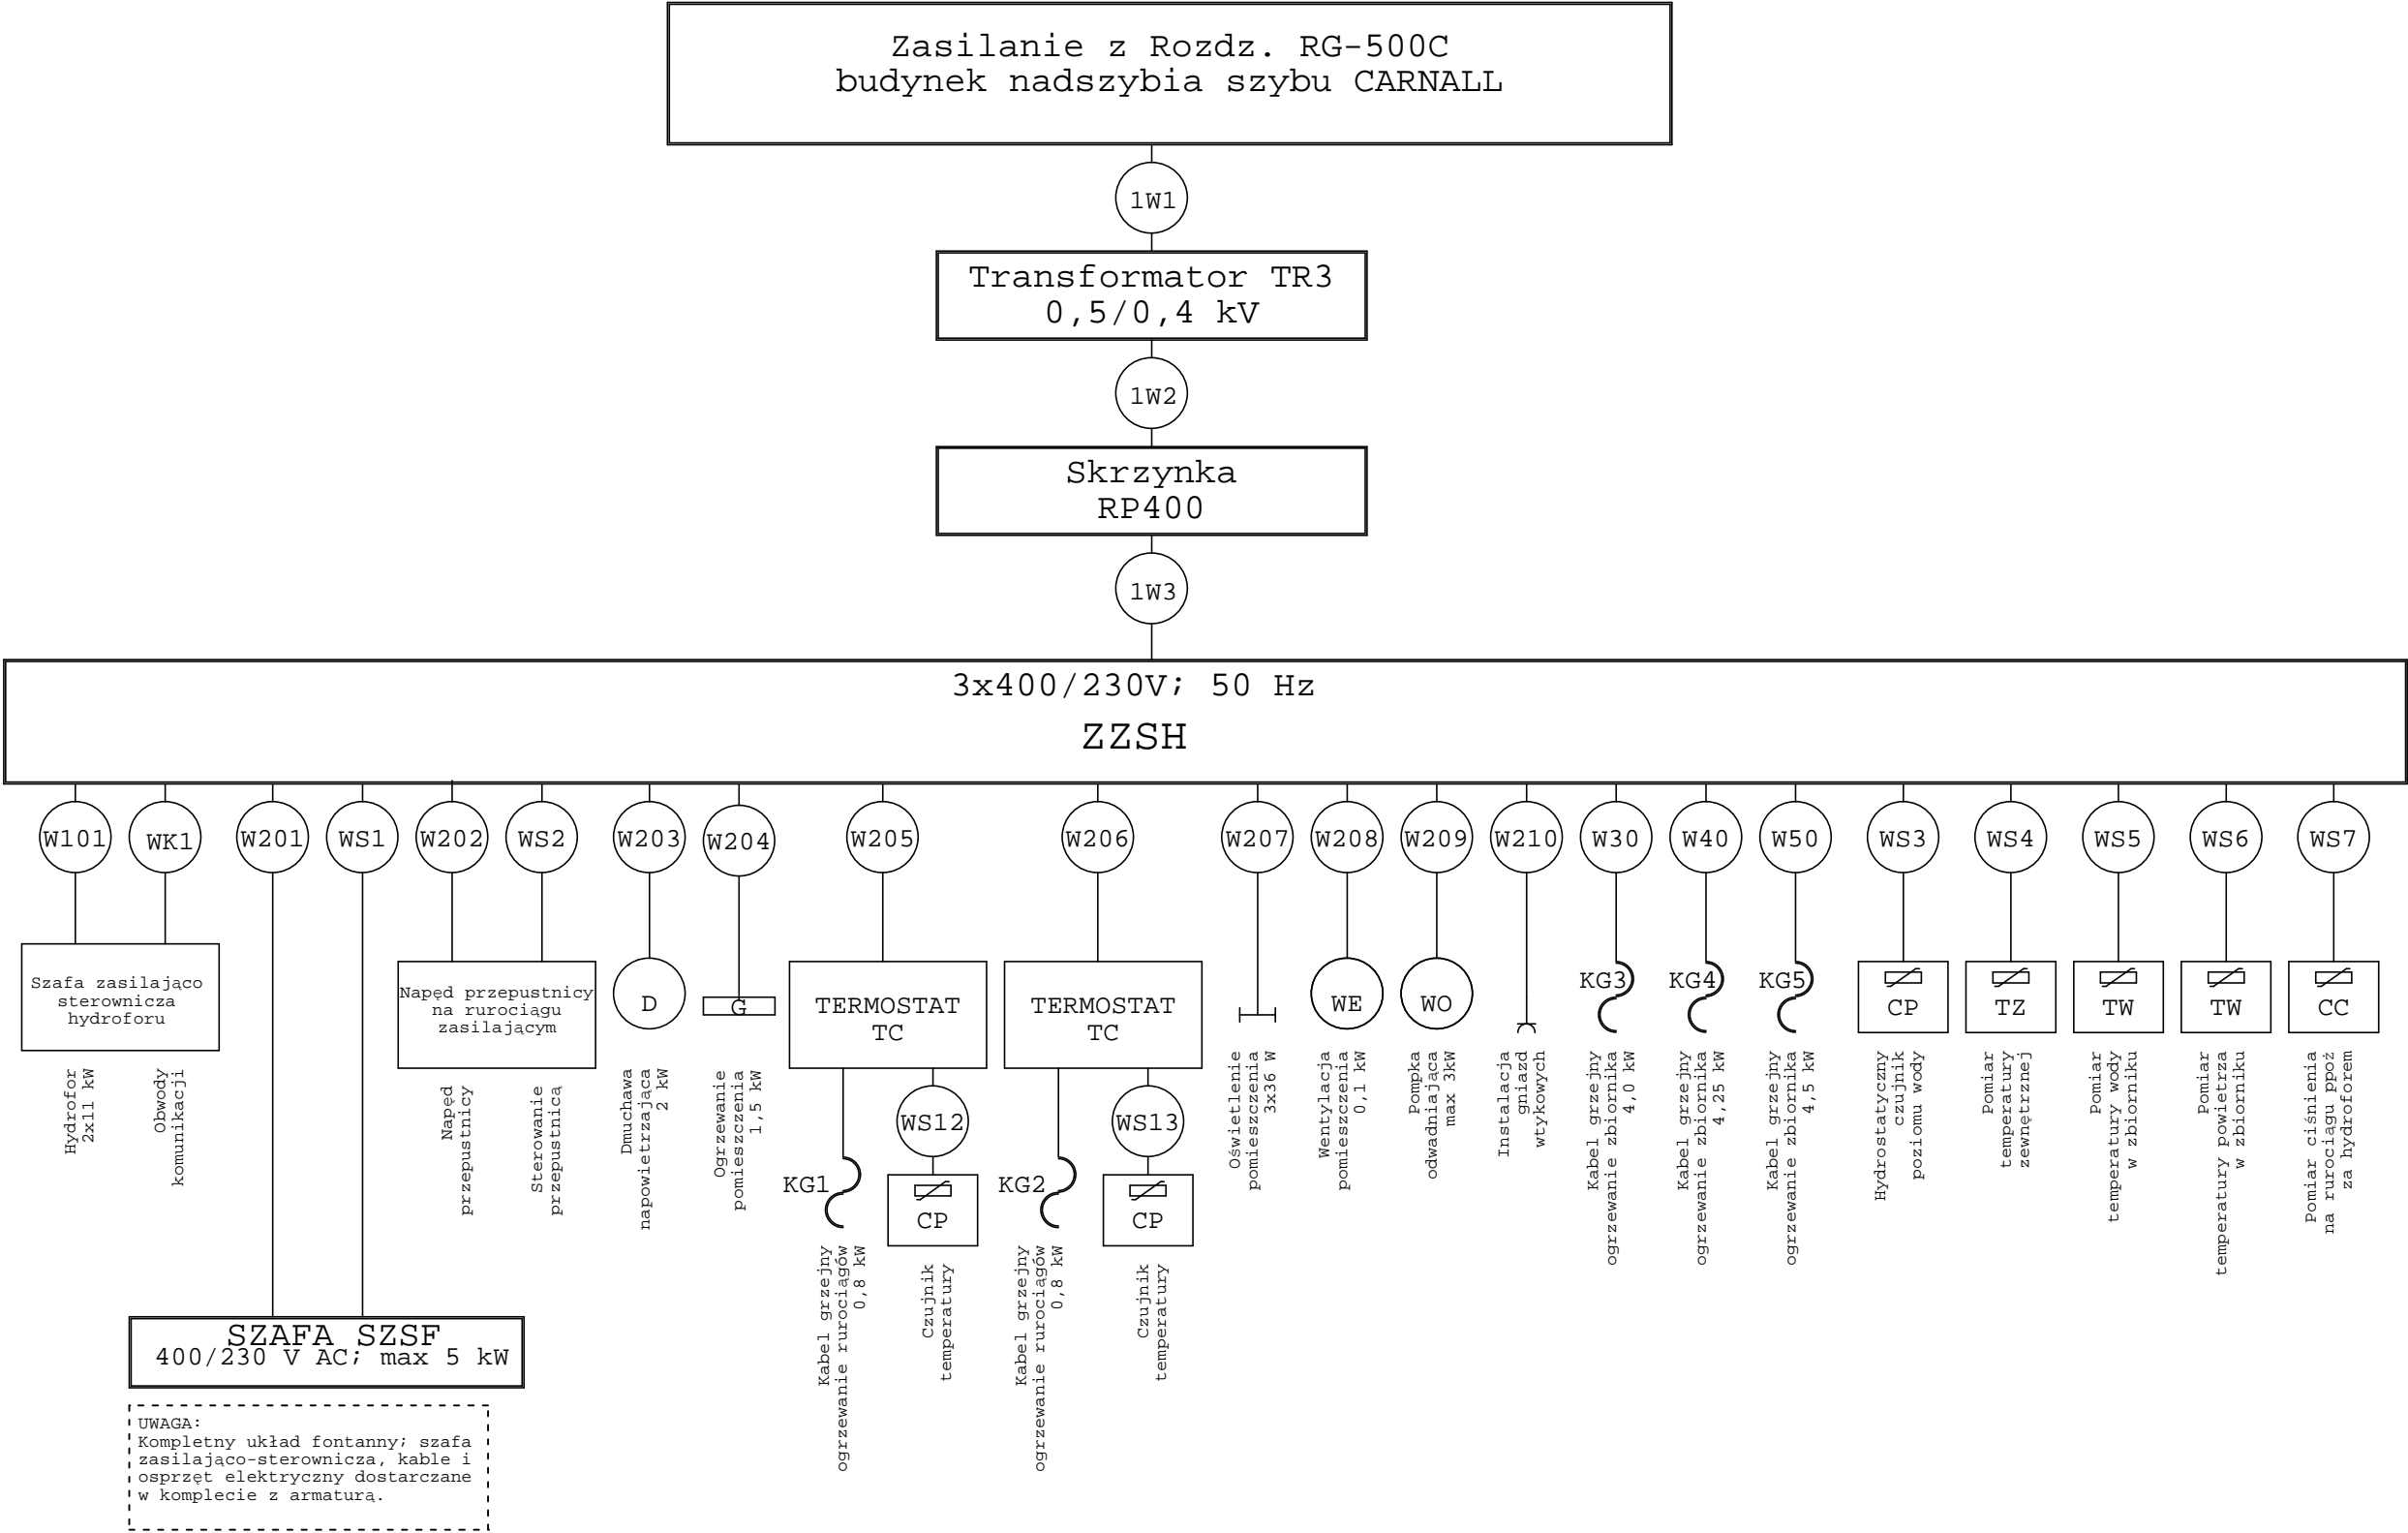 Zasilanie z Rozdz. RG-500C
budynek nadszybia szybu CARNALL
1W1
Transformator TR3
0,5/0,4 kV
1W2
Skrzynka
RP400
1W3
3x400/230V; 50 Hz
ZZSH
W101
WK1
W201
WS1
W202
WS2
W203
W204
W205
W206
W207
W208
W209
W210
W30
W40
W50
WS3
WS4
WS5
WS6
WS7
Szafa zasilająco
sterownicza
hydroforu
Napęd przepustnicy
na rurociągu
zasilającym
D
G
TERMOSTAT
TC
TERMOSTAT
TC
WE
WO
KG3
KG4
KG5
CP
TZ
TW
TW
CC
Hydrofor
2x11 kW
Obwody
komunikacji
Napęd
przepustnicy
Sterowanie
przepustnicą
Dmuchawa
napowietrzająca
2 kW
Ogrzewanie
pomieszczenia
1,5 kW
KG1
WS12
CP
KG2
WS13
CP
Kabel grzejny
ogrzewanie rurociągów
0,8 kW
Czujnik
temperatury
Kabel grzejny
ogrzewanie rurociągów
0,8 kW
Czujnik
temperatury
Oświetlenie
pomieszczenia
3x36 W
Wentylacja
pomieszczenia
0,1 kW
Pompka
odwadniająca
max 3kW
Instalacja
gniazd
wtykowych
Kabel grzejny
ogrzewanie zbiornika
4,0 kW
Kabel grzejny
ogrzewanie zbiornika
4,25 kW
Kabel grzejny
ogrzewanie zbiornika
4,5 kW
Hydrostatyczny
czujnik
poziomu wody
Pomiar
temperatury
zewnętrznej
Pomiar
temperatury wody
w zbiorniku
Pomiar
temperatury powietrza
w zbiorniku
Pomiar ciśnienia
na rurociągu ppoż
za hydroforem
SZAFA SZSF
400/230 V AC; max 5 kW
UWAGA:
Kompletny układ fontanny; szafa
zasilająco-sterownicza, kable i
osprzęt elektryczny dostarczane
w komplecie z armaturą.